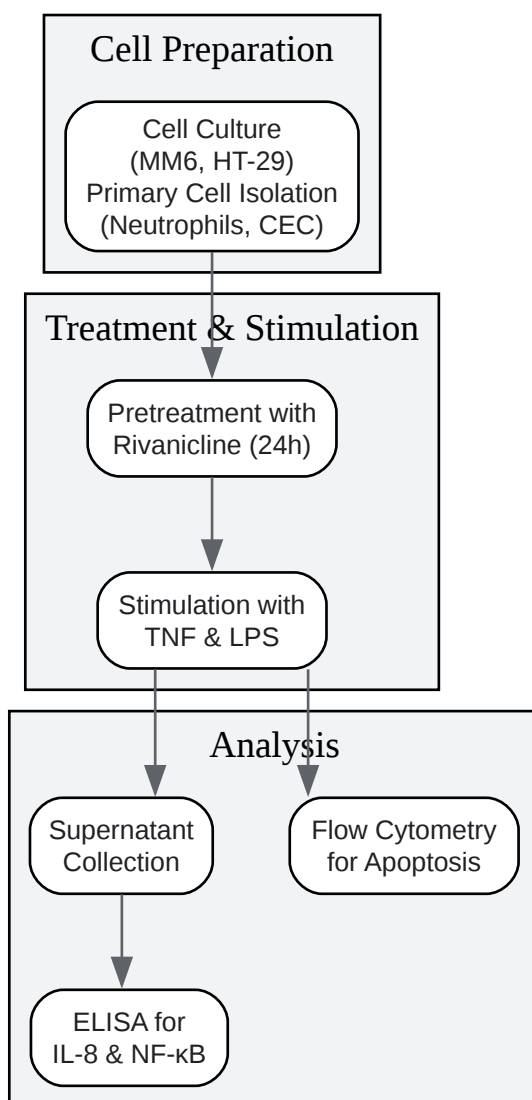 Cell Preparation
Cell Culture
(MM6, HT-29)
Primary Cell Isolation
(Neutrophils, CEC)
Treatment & Stimulation
Pretreatment with
Rivanicline (24h)
Stimulation with
TNF & LPS
Analysis
Supernatant
Collection
Flow Cytometry
for Apoptosis
ELISA for
IL-8 & NF-κB